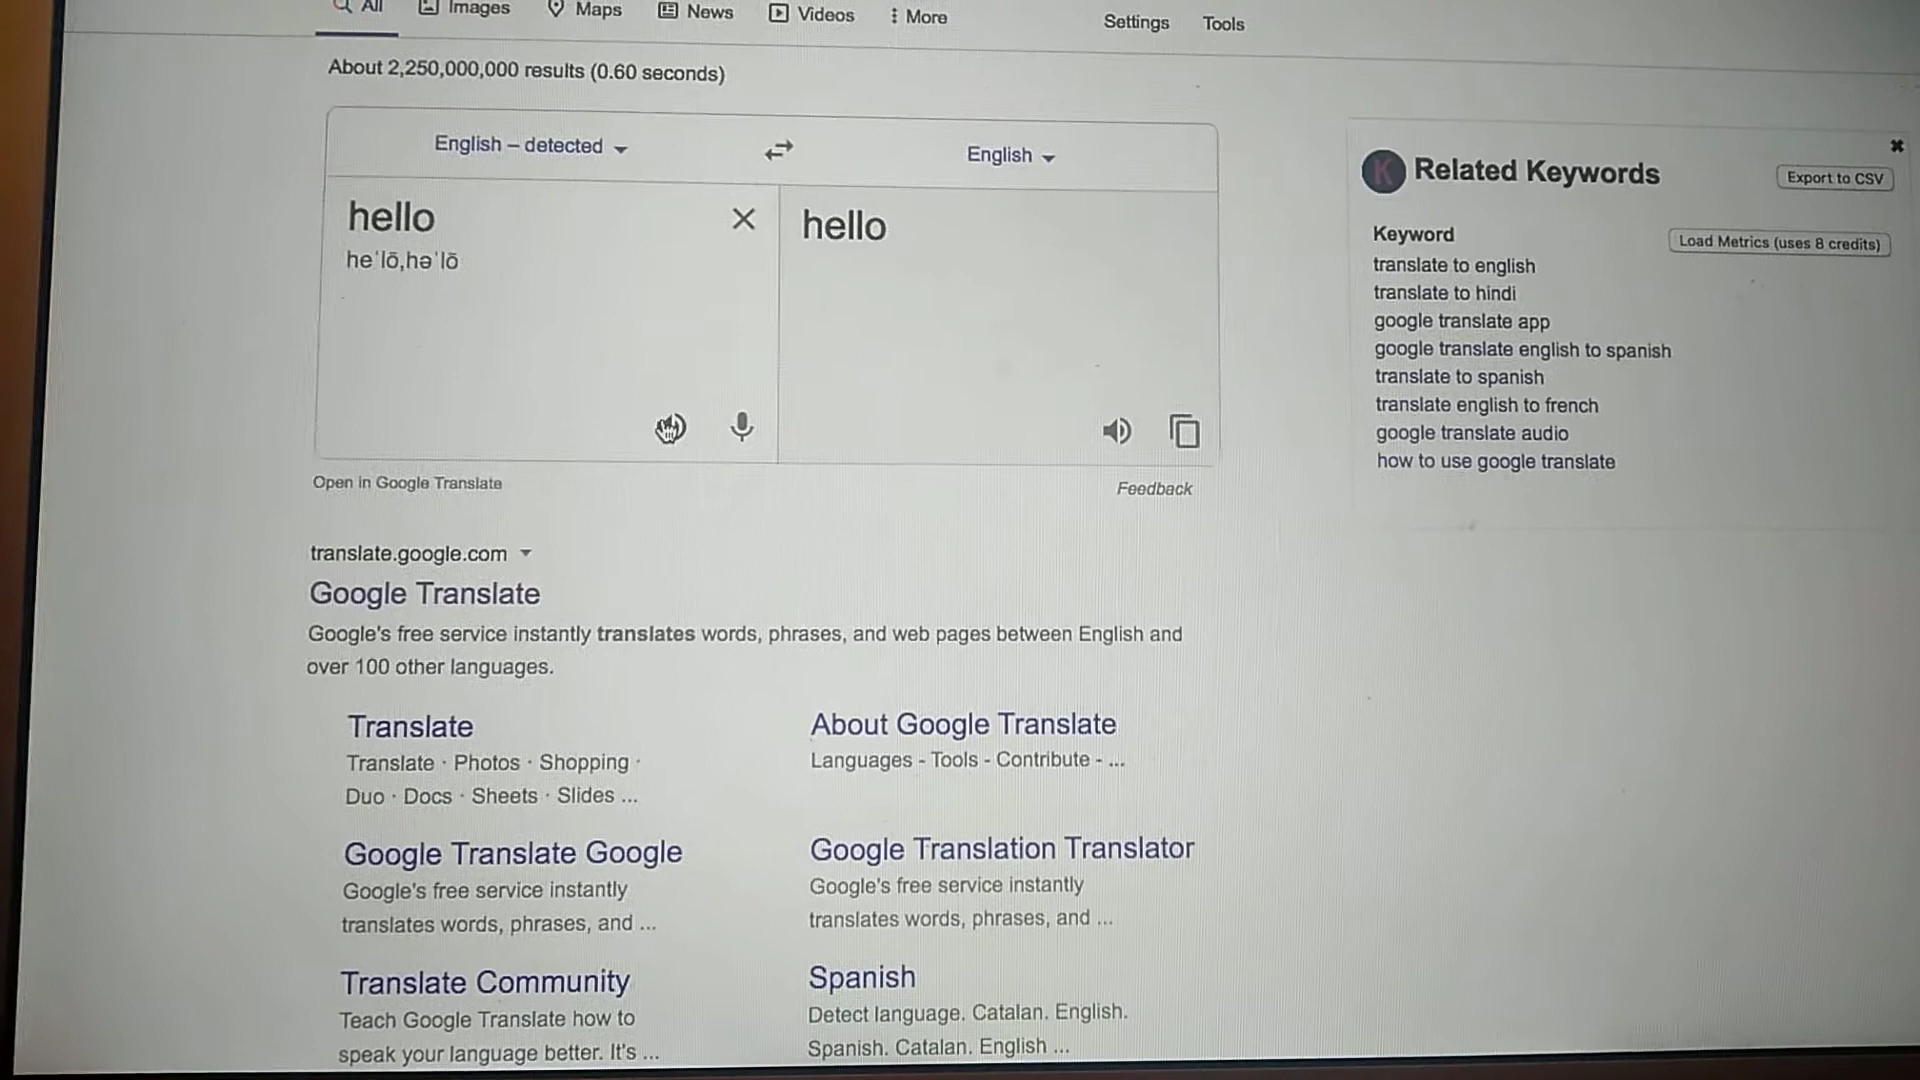 All Images Maps News Videos More Settings Tools
About 2,250,000,000 results (0.60 seconds)
English – detected English
hello
heˈlō,həˈlō
hello
Open in Google Translate
Feedback
translate.google.com
Google Translate
Google's free service instantly translates words, phrases, and web pages between English and
over 100 other languages.
Translate
Translate · Photos · Shopping ·
Duo · Docs · Sheets · Slides ...
About Google Translate
Languages - Tools - Contribute - ...
Google Translate Google
Google's free service instantly
translates words, phrases, and ...
Google Translation Translator
Google's free service instantly
translates words, phrases, and ...
Translate Community
Teach Google Translate how to
speak your language better. It's ...
Spanish
Detect language. Catalan. English.
Spanish. Catalan. English ...
K Related Keywords
Export to CSV
Keyword
Load Metrics (uses 8 credits)
translate to english
translate to hindi
google translate app
google translate english to spanish
translate to spanish
translate english to french
google translate audio
how to use google translate